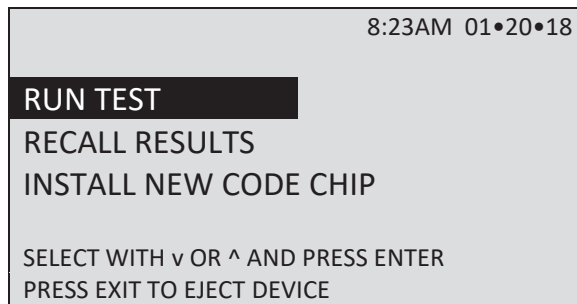 8:23AM 01•20•18
RUN TEST
RECALL RESULTS
INSTALL NEW CODE CHIP
SELECT WITH v OR ^ AND PRESS ENTER
PRESS EXIT TO EJECT DEVICE